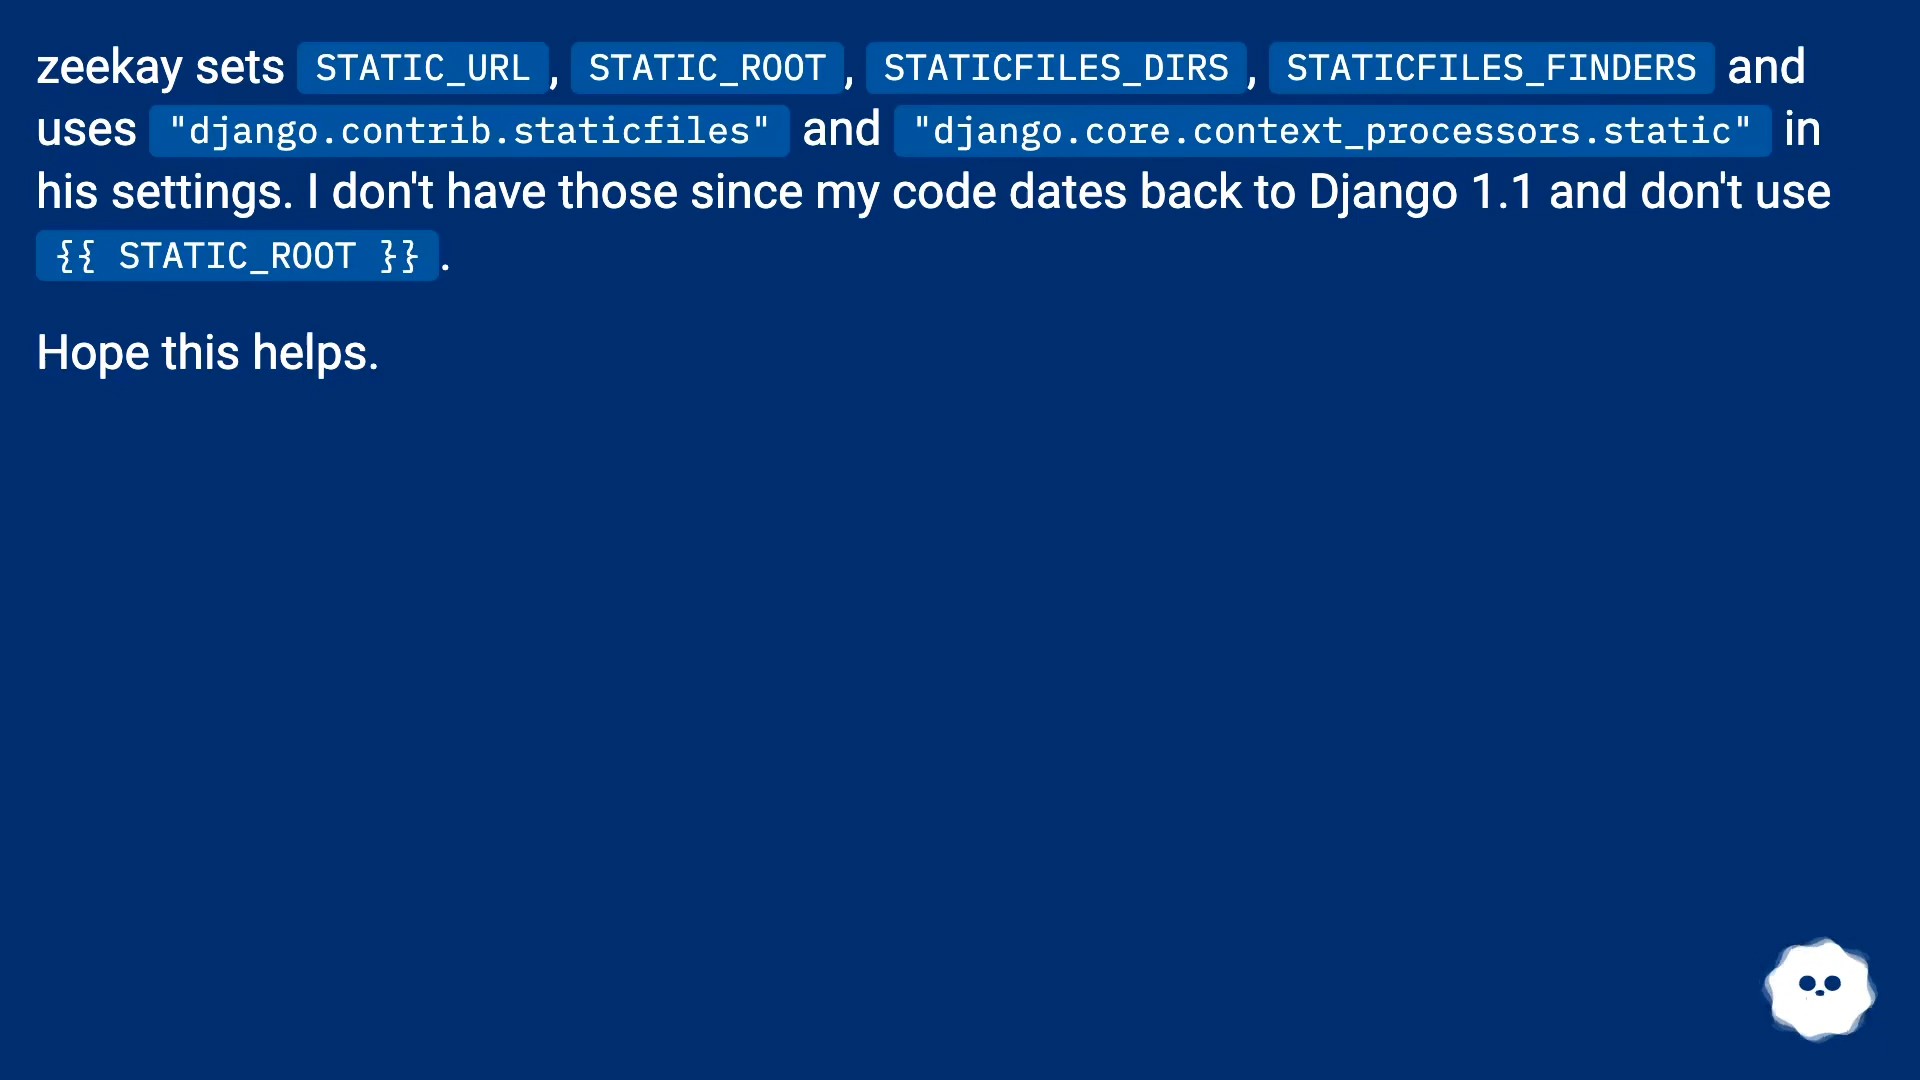 zeekay sets STATIC_URL, STATIC_ROOT, STATICFILES_DIRS, STATICFILES_FINDERS and
uses "django.contrib.staticfiles" and "django.core.context_processors.static" in
his settings. I don't have those since my code dates back to Django 1.1 and don't use
{{ STATIC_ROOT }}.
Hope this helps.